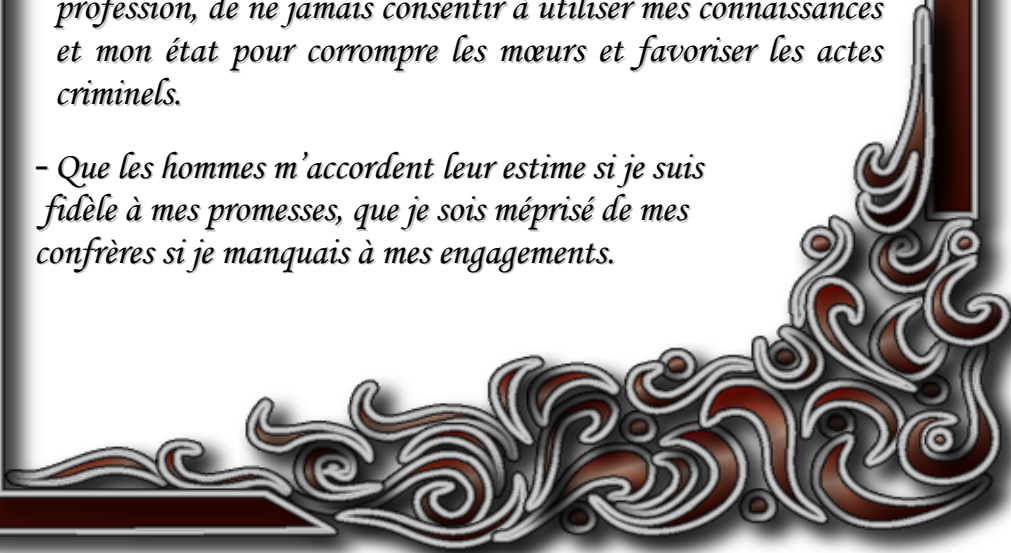 profession, de ne jamais consentir à utiliser mes connaissances
et mon état pour corrompre les mœurs et favoriser les actes
criminels.
- Que les hommes m’accordent leur estime si je suis
fidèle à mes promesses, que je sois méprisé de mes
confrères si je manquais à mes engagements.